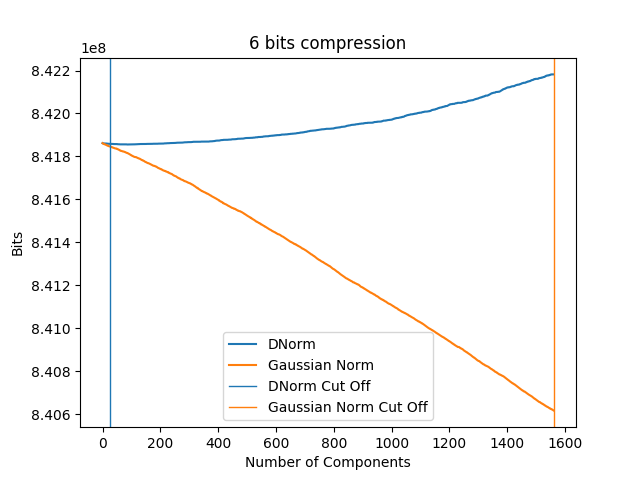 6 bits compression
1e8
8.422
8.420
8.418
8.416
8.414
8.412
8.410
8.408
8.406
Bits
DNorm
Gaussian Norm
DNorm Cut Off
Gaussian Norm Cut Off
0 200 400 600 800 1000 1200 1400 1600
Number of Components